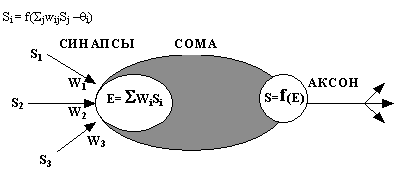 Si = f(ΣjwijSj –θi)
СИНАПСЫ СОМА
S1
АКСОН
W1
E= ΣWiSi
S=f(E)
S2
W2
W3
S3